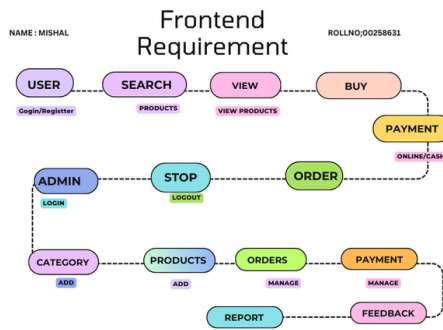 Frontend
Requirement
NAME : MISHAL
ROLLNO;00258631
USER
SEARCH
VIEW
BUY
Gogin/Registter
PRODUCTS
VIEW PRODUCTS
PAYMENT
ONLINE/CASH
ADMIN
STOP
ORDER
LOGIN
LOGOUT
CATEGORY
PRODUCTS
ORDERS
PAYMENT
ADD
ADD
MANAGE
MANAGE
REPORT
FEEDBACK